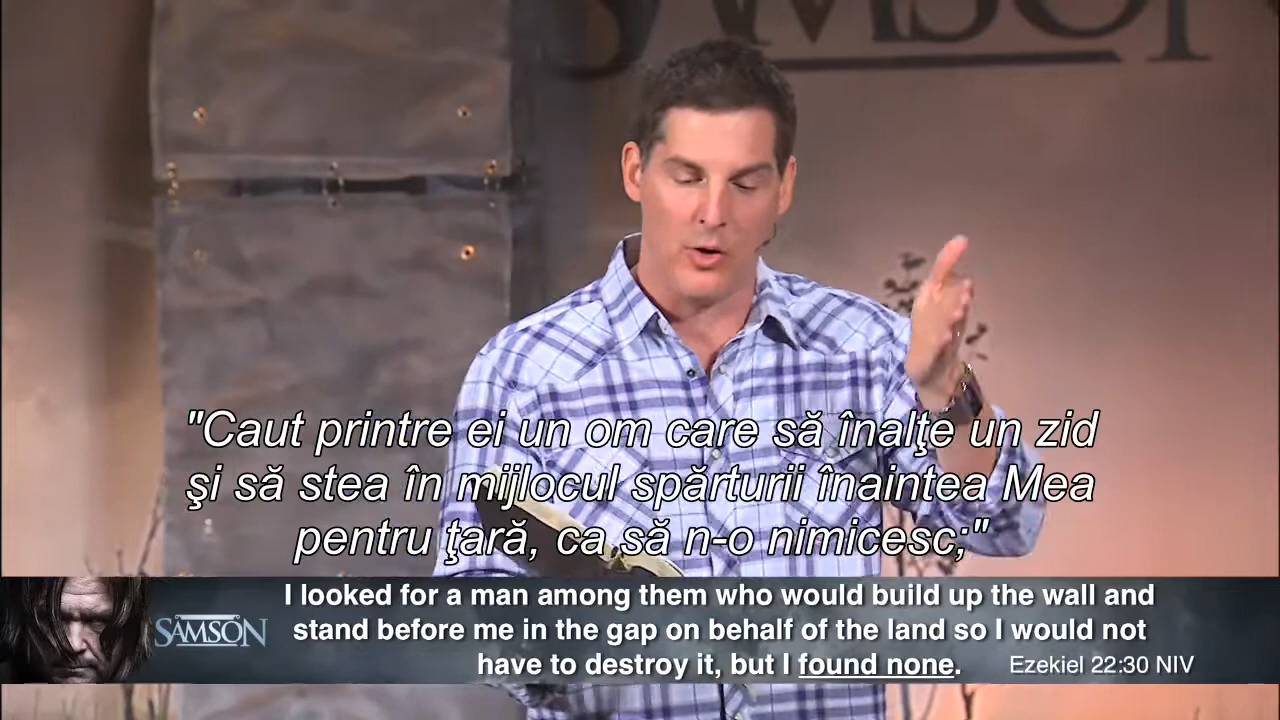 SAMSON
"Caut printre ei un om care să înalţe un zid
şi să stea în mijlocul spărturii înaintea Mea
pentru ţară, ca să n-o nimicesc;"
I looked for a man among them who would build up the wall and
SAMSON
stand before me in the gap on behalf of the land so I would not
have to destroy it, but I found none. Ezekiel 22:30 NIV